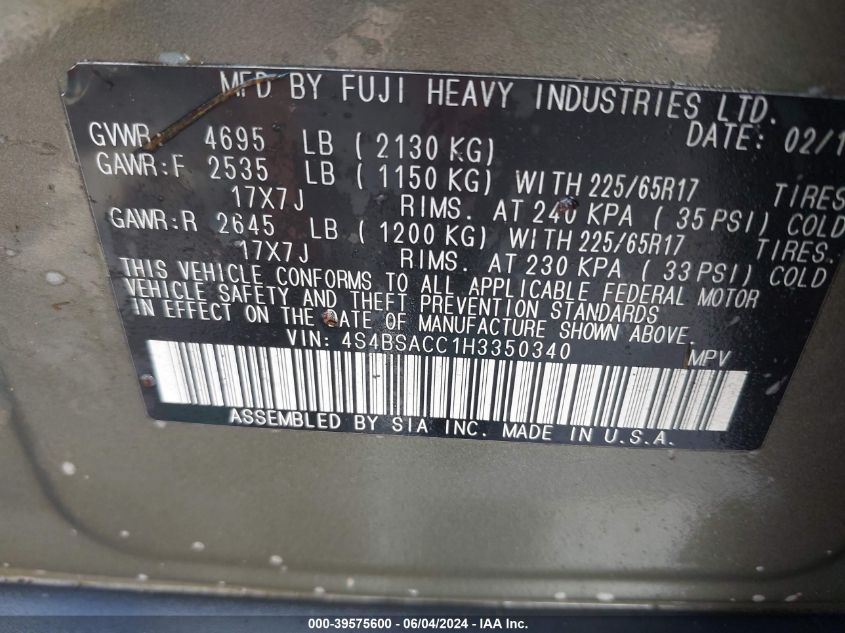 MFD BY FUJI HEAVY INDUSTRIES LTD.
DATE: 02/1
GVWR 4695 LB ( 2130 KG)
GAWR:F 2535 LB ( 1150 KG) WITH 225/65R17 TIRES
17X7J RIMS. AT 240 KPA ( 35 PSI) COLD
GAWR:R 2645 LB ( 1200 KG) WITH 225/65R17 TIRES.
17X7J RIMS. AT 230 KPA ( 33 PSI) COLD
THIS VEHICLE CONFORMS TO ALL APPLICABLE FEDERAL MOTOR
VEHICLE SAFETY AND THEFT PREVENTION STANDARDS
IN EFFECT ON THE DATE OF MANUFACTURE SHOWN ABOVE
VIN: 4S4BSACC1H3350340 MPV
ASSEMBLED BY SIA INC. MADE IN U.S.A.
000-39575600 - 06/04/2024 - IAAI.COM